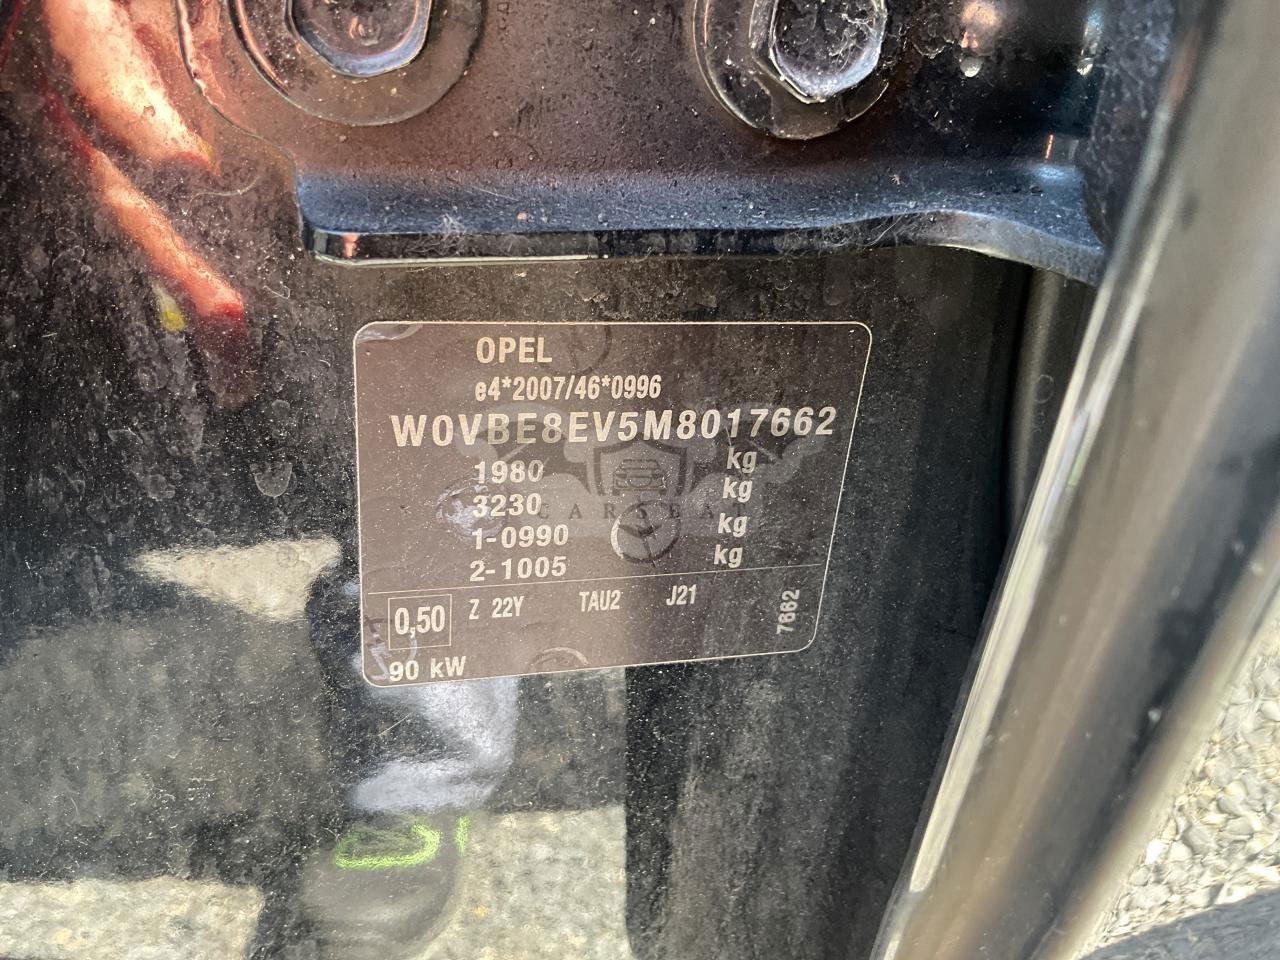 OPEL
e4*2007/46*0996
W0VBE8EV5M8017662
1980 kg
3230 kg
1-0990 kg
2-1005 kg
0,50 Z 22Y TAU2 J21 7662
90 kW
CARSEAT